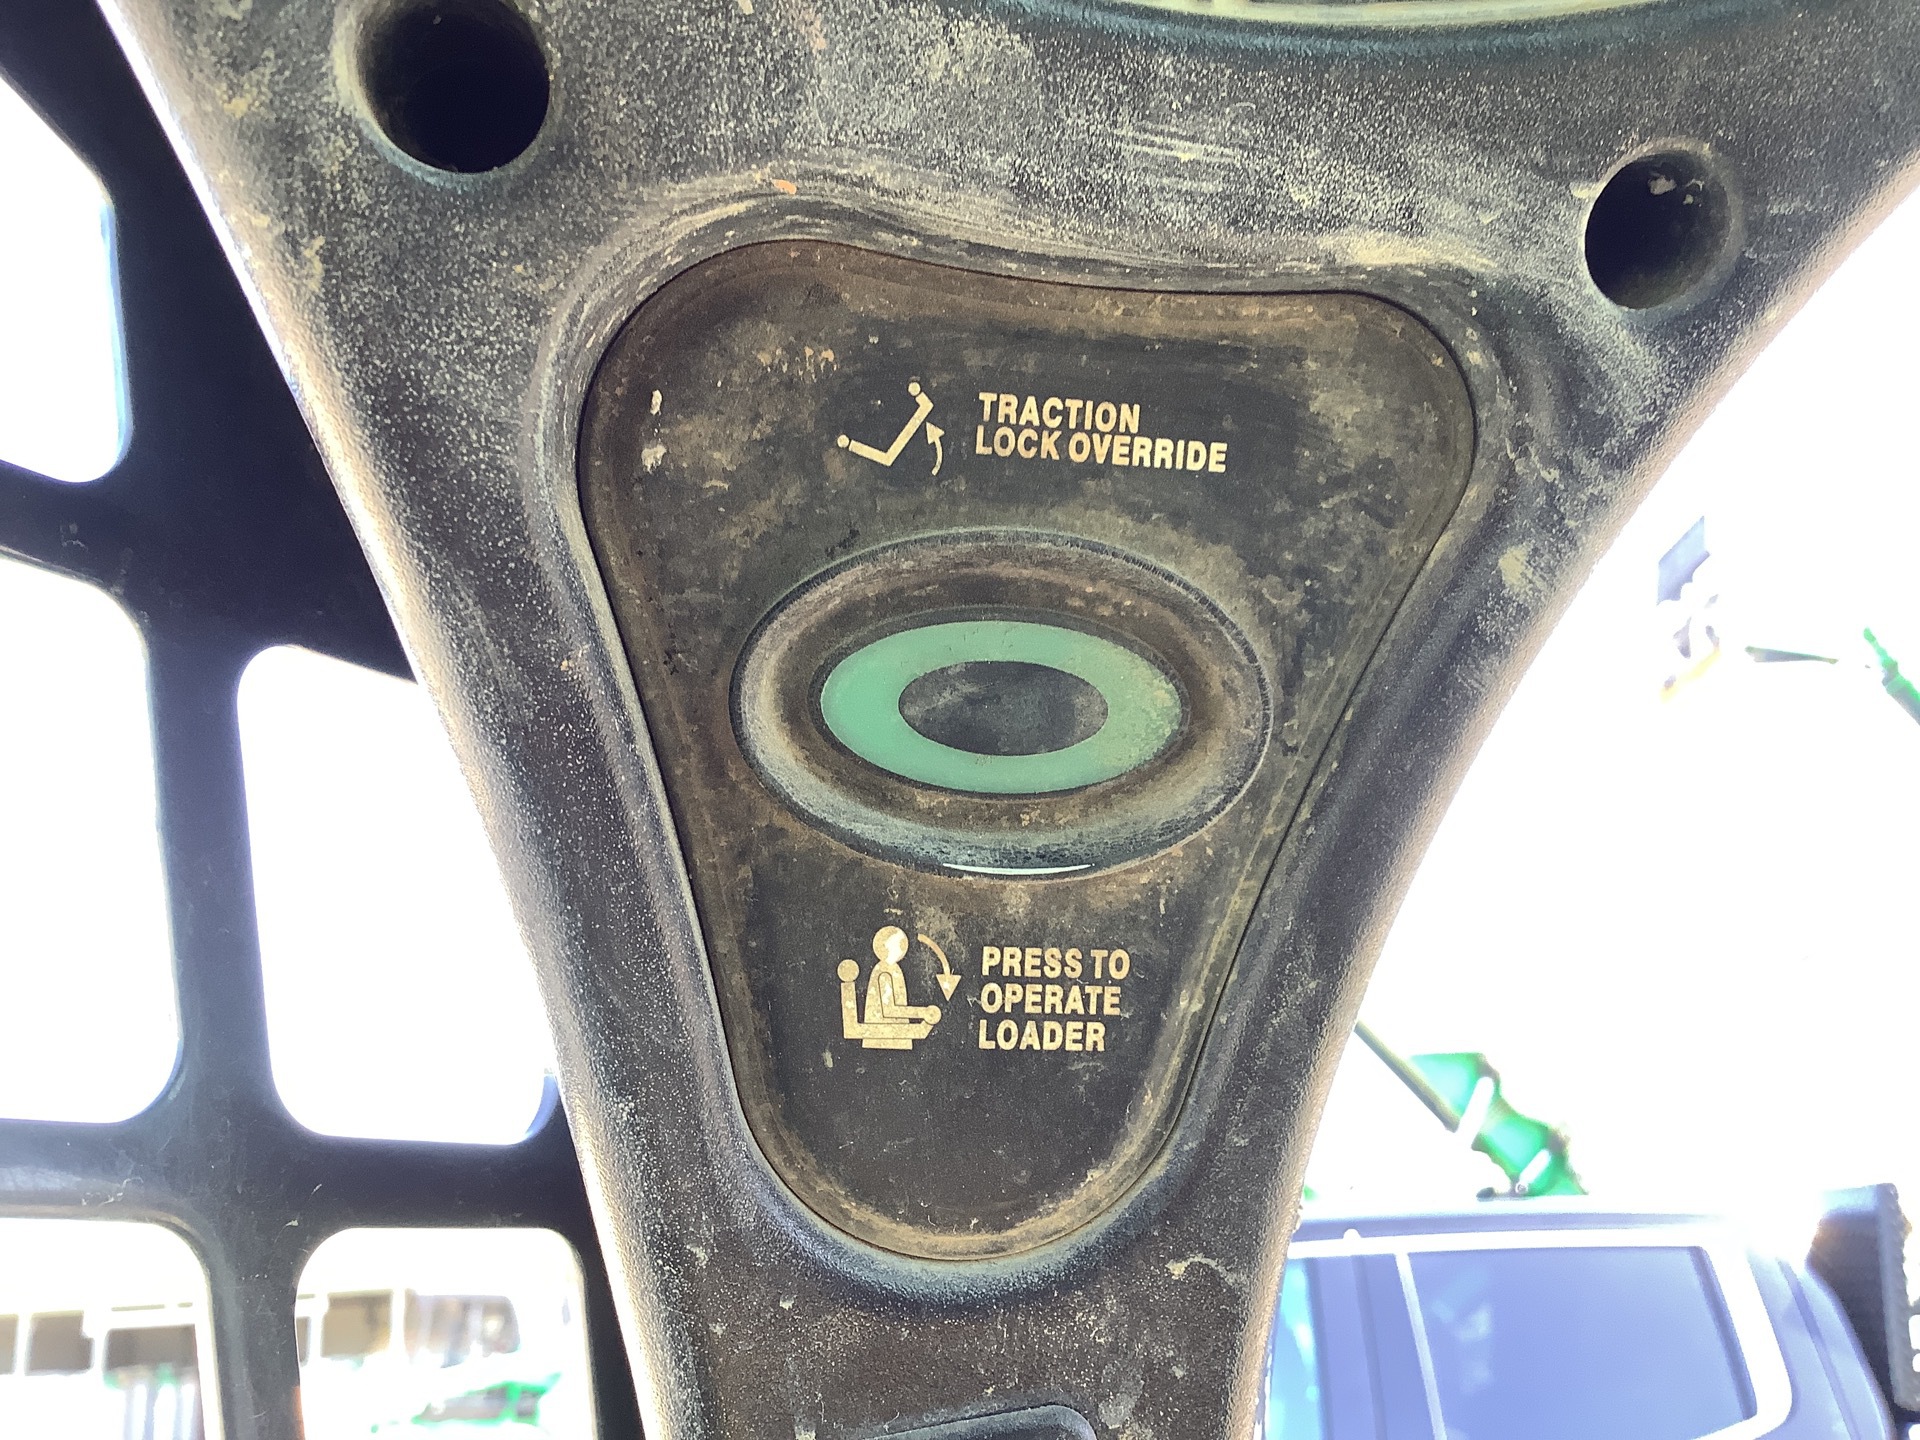 TRACTION
LOCK OVERRIDE
PRESS TO
OPERATE
LOADER